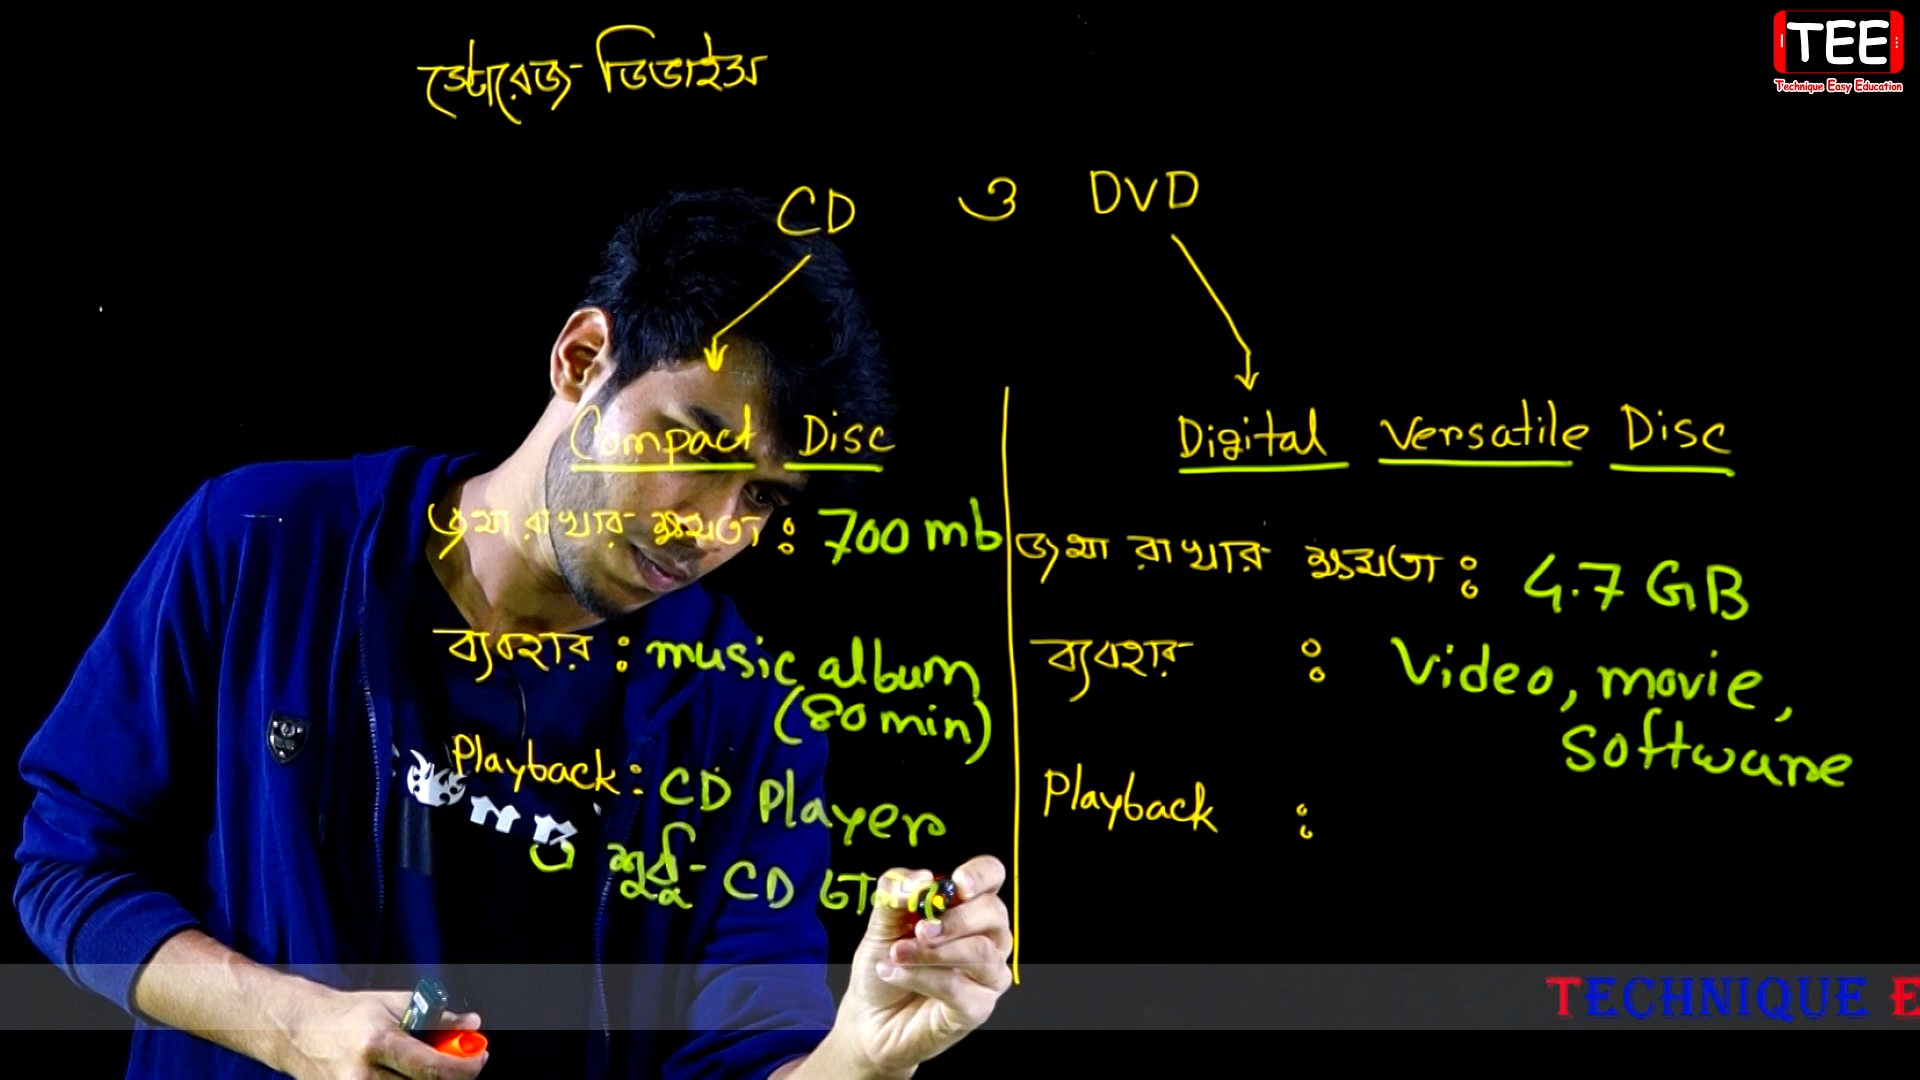 স্টোরেজ ডিভাইস
TEE
Technique Easy Education
CD ও DVD
Compact Disc
জমা রাখার ক্ষমতা : 700 mb
ব্যবহার : music album
(80 min)
Playback : CD Player
CD
Digital Versatile Disc
জমা রাখার ক্ষমতা : 4.7 GB
ব্যবহার : Video, movie,
software
Playback :
TECHNIQUE E